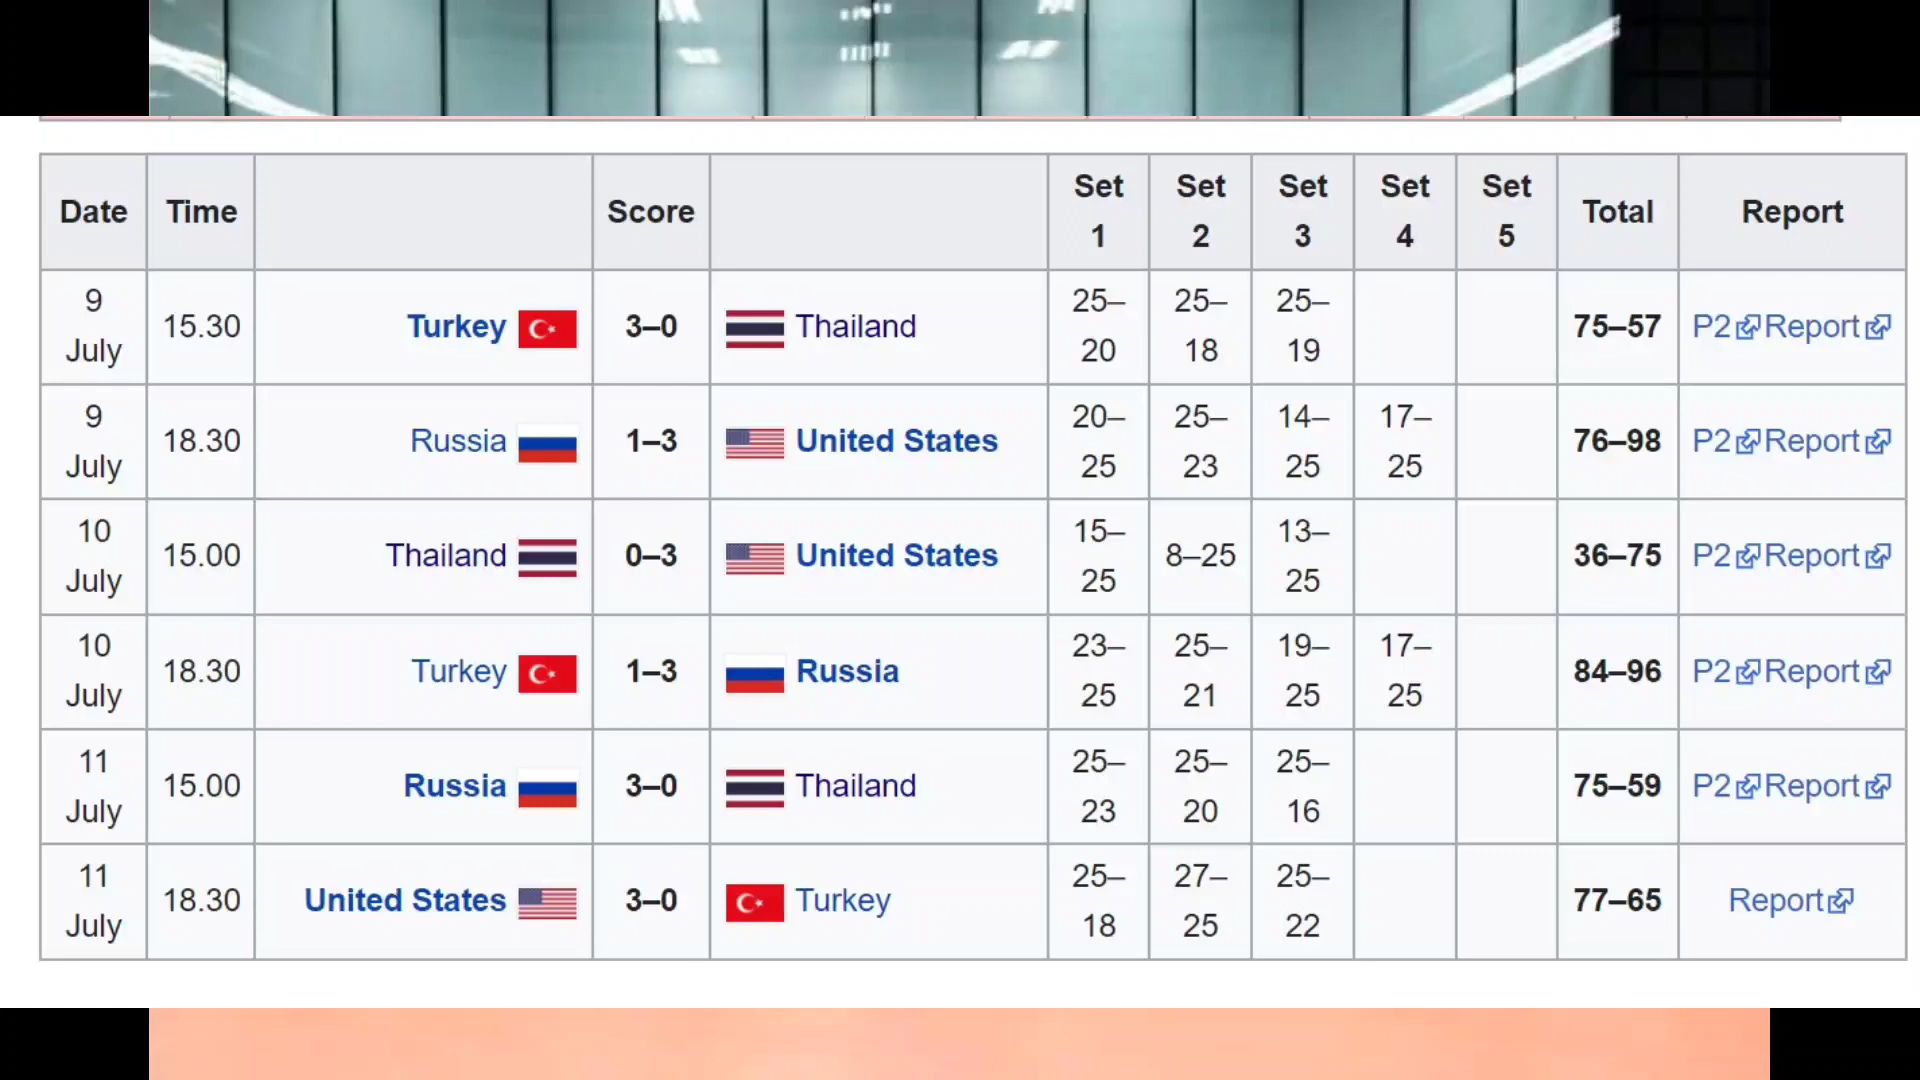 Date Time Score Set 1 Set 2 Set 3 Set 4 Set 5 Total Report
9 July 15.30 Turkey 3–0 Thailand 25–20 25–18 25–19 75–57 P2 Report
9 July 18.30 Russia 1–3 United States 20–25 25–23 14–25 17–25 76–98 P2 Report
10 July 15.00 Thailand 0–3 United States 15–25 8–25 13–25 36–75 P2 Report
10 July 18.30 Turkey 1–3 Russia 23–25 25–21 19–25 17–25 84–96 P2 Report
11 July 15.00 Russia 3–0 Thailand 25–23 25–20 25–16 75–59 P2 Report
11 July 18.30 United States 3–0 Turkey 25–18 27–25 25–22 77–65 Report